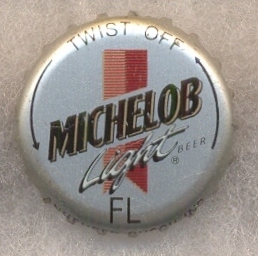 TWIST OFF
MICHELOB
Light BEER
®
FL